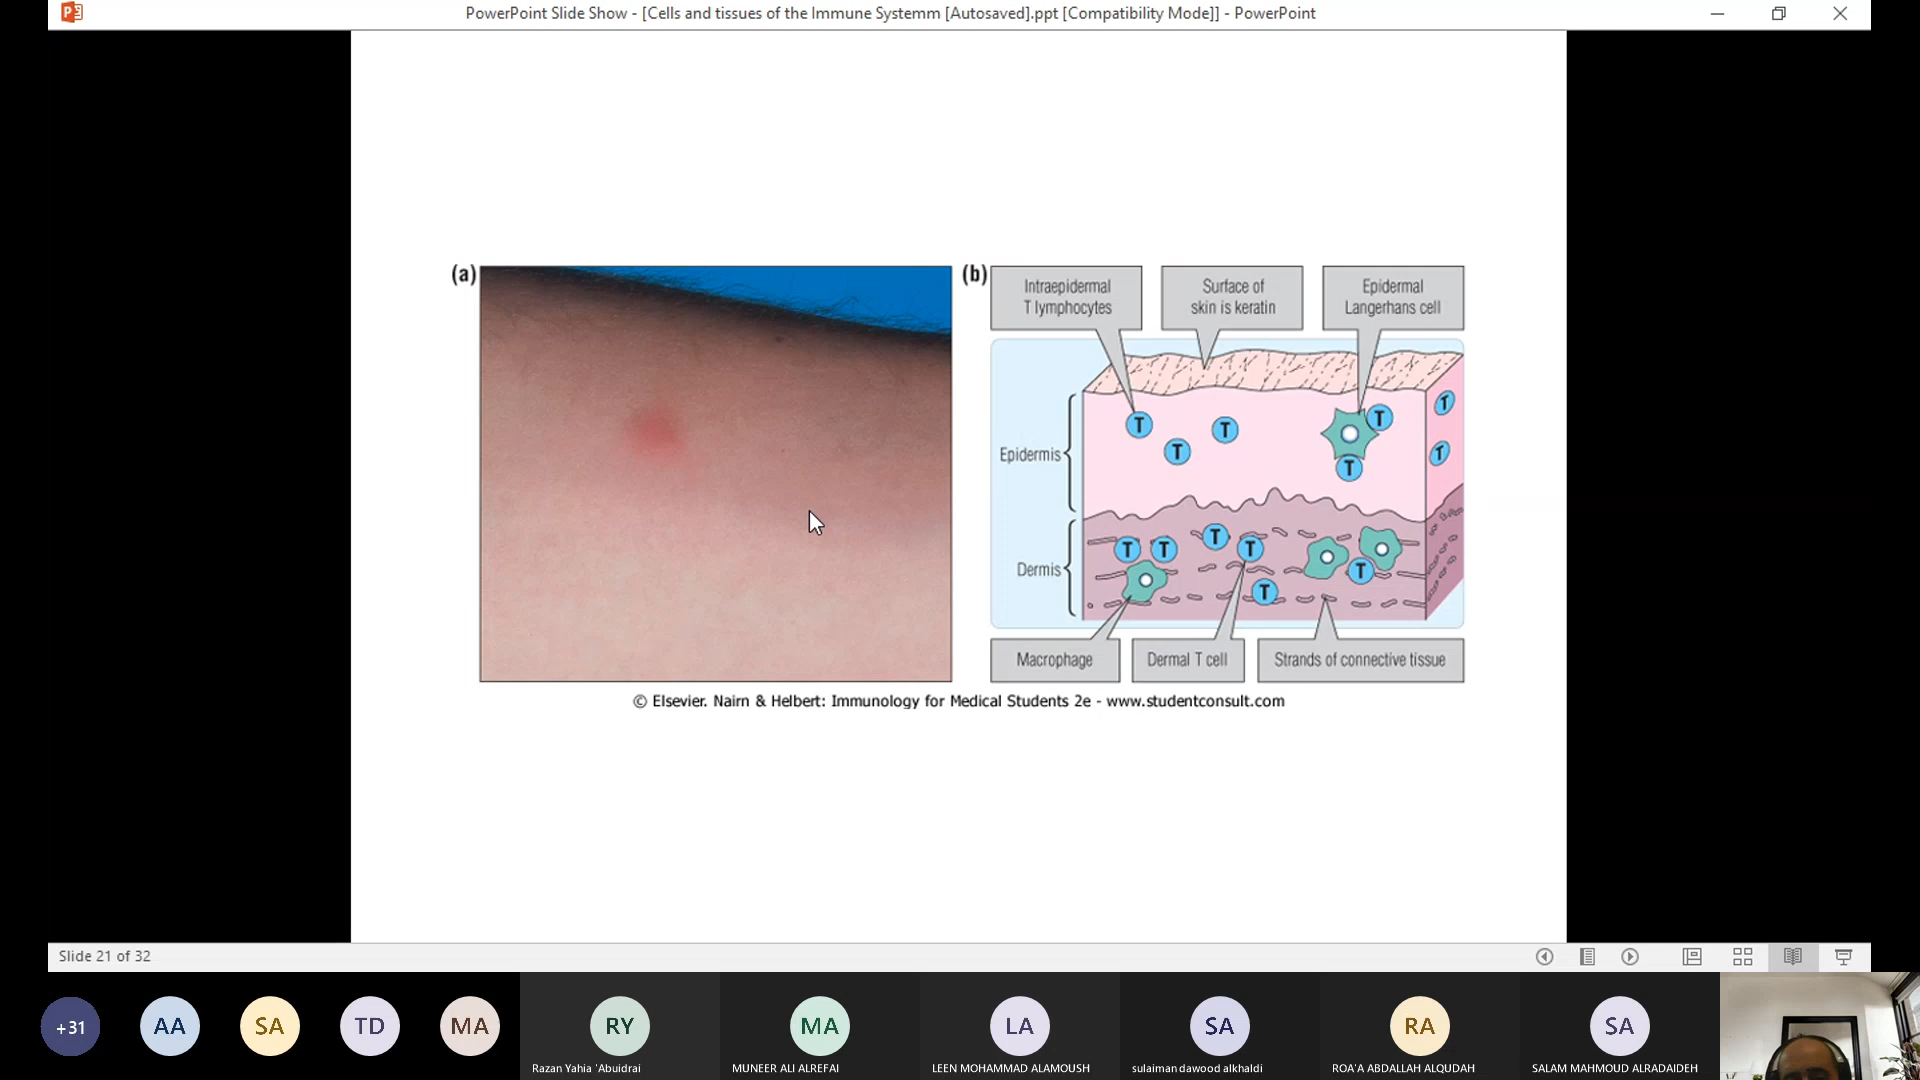 PowerPoint Slide Show - [Cells and tissues of the Immune Systemm [Autosaved].ppt [Compatibility Mode]] - PowerPoint
(a)
(b)
Intraepidermal
T lymphocytes
Surface of
skin is keratin
Epidermal
Langerhans cell
T
T
T
T
T
T
T
Epidermis
Dermis
T
T
T
T
T
T
Macrophage
Dermal T cell
Strands of connective tissue
© Elsevier. Nairn & Helbert: Immunology for Medical Students 2e - www.studentconsult.com
Slide 21 of 32
+31
AA
SA
TD
MA
RY
MA
LA
SA
RA
SA
Razan Yahia 'Abuidrai
MUNEER ALI ALREFAI
LEEN MOHAMMAD ALAMOUSH
sulaiman dawood alkhaldi
ROA'A ABDALLAH ALQUDAH
SALAM MAHMOUD ALRADAIDEH